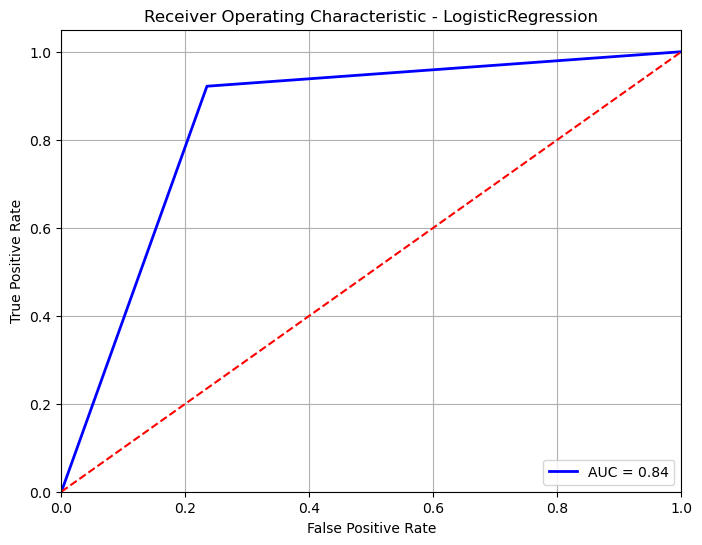 Receiver Operating Characteristic - LogisticRegression
True Positive Rate
1.0
0.8
0.6
0.4
0.2
0.0
0.0 0.2 0.4 0.6 0.8 1.0
False Positive Rate
AUC = 0.84